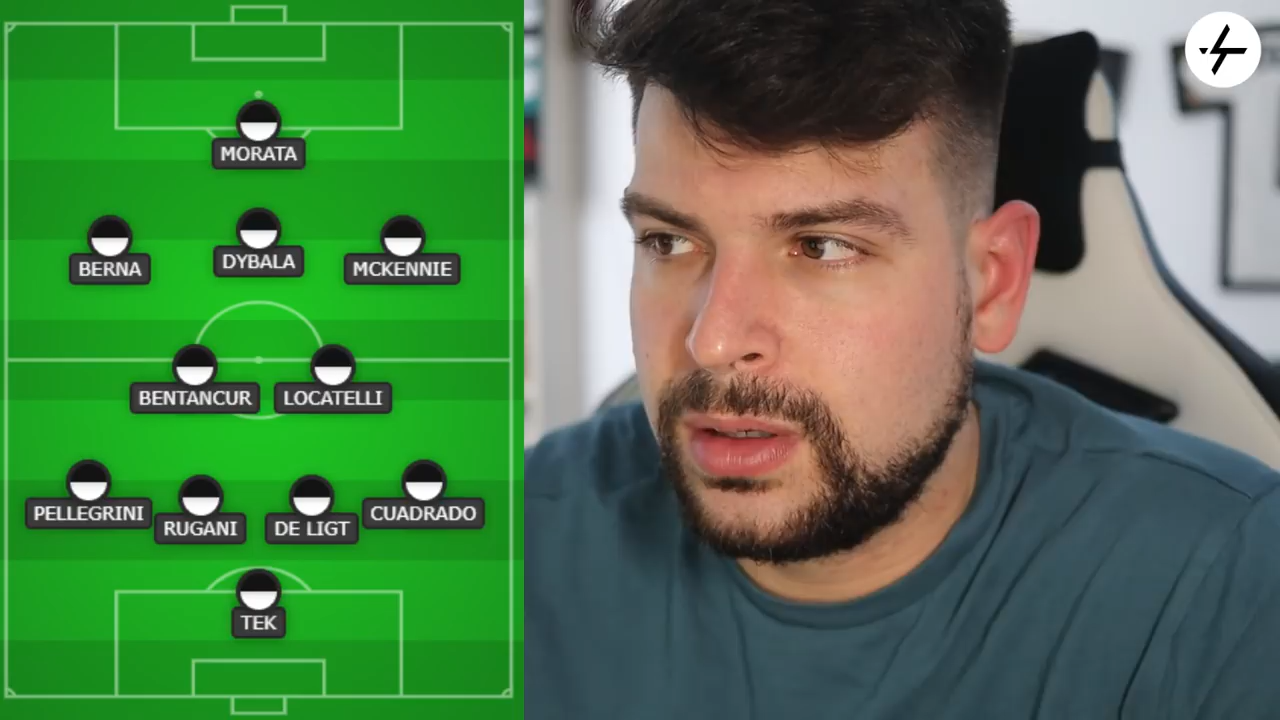 MORATA
BERNA
DYBALA
MCKENNIE
BENTANCUR
LOCATELLI
PELLEGRINI
RUGANI
DE LIGT
CUADRADO
TEK